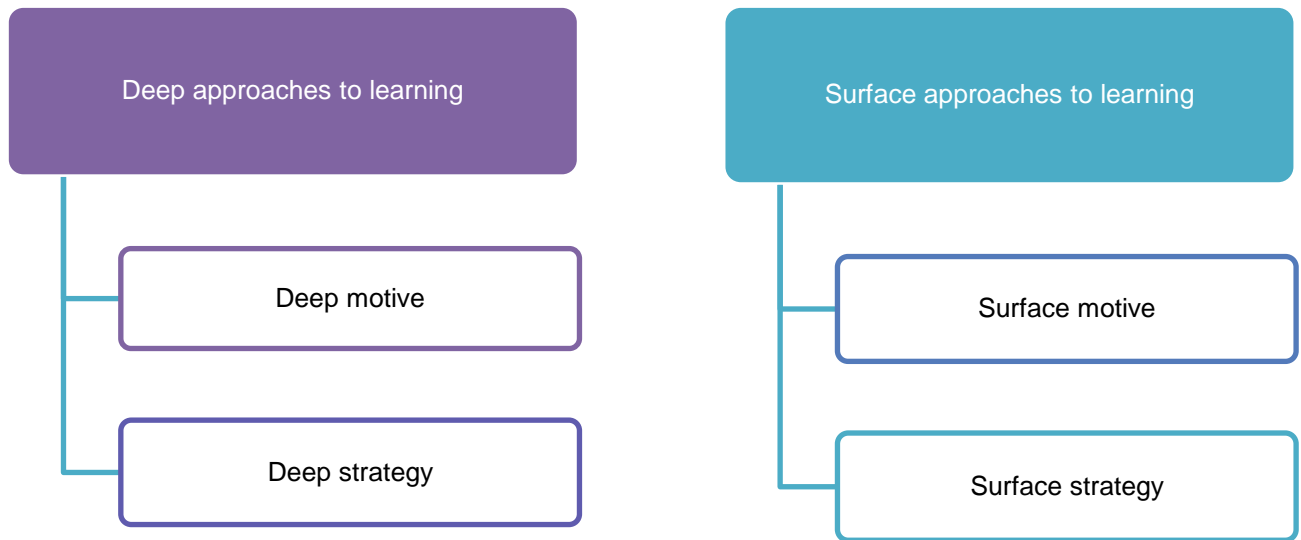 Deep approaches to learning
Deep motive
Deep strategy
Surface approaches to learning
Surface motive
Surface strategy